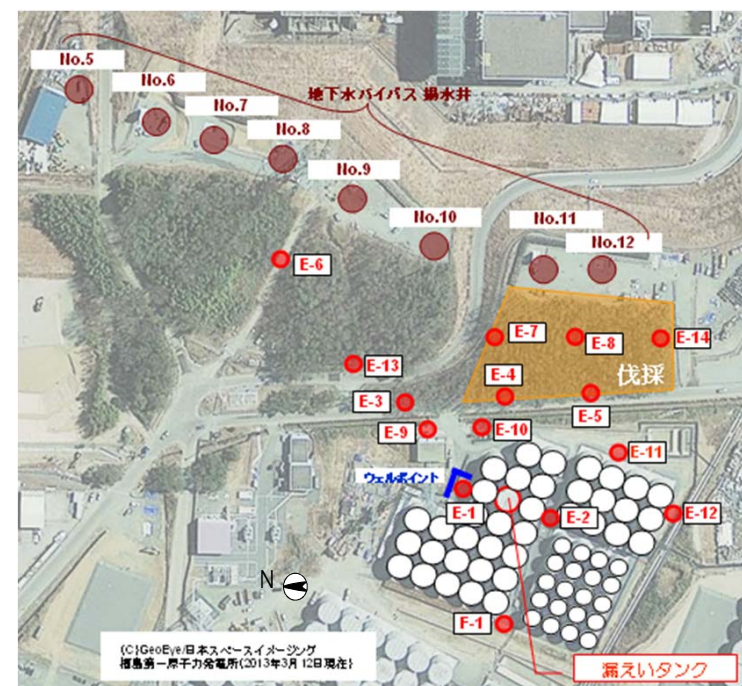 No.5
No.6
No.7
No.8
No.9
No.10
No.11
No.12
地下水バイパス 揚水井
E-6
E-7
E-8
E-14
伐採
E-13
E-4
E-5
E-3
E-9
E-10
E-11
ウェルポイント
E-1
E-2
E-12
N
F-1
(C)GeoEye/日本スペースイメージング
福島第一原子力発電所(2013年3月12日現在)
漏えいタンク